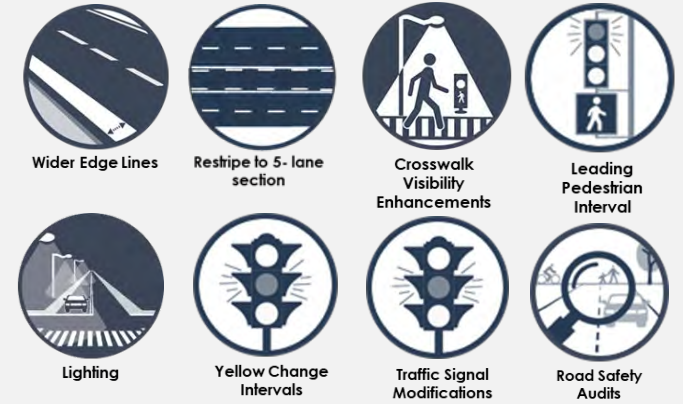 Wider Edge Lines
Restripe to 5- lane
section
Crosswalk
Visibility
Enhancements
Leading
Pedestrian
Interval
Lighting
Yellow Change
Intervals
Traffic Signal
Modifications
Road Safety
Audits